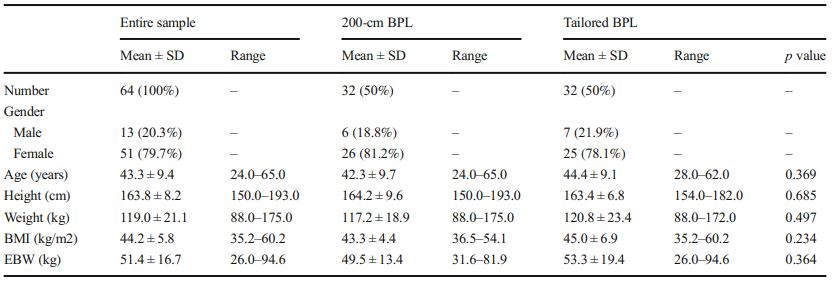 Entire sample 200-cm BPL Tailored BPL
Mean ± SD Range Mean ± SD Range Mean ± SD Range p value
Number 64 (100%) – 32 (50%) – 32 (50%) – –
Gender
Male 13 (20.3%) – 6 (18.8%) – 7 (21.9%) – –
Female 51 (79.7%) – 26 (81.2%) – 25 (78.1%) – –
Age (years) 43.3 ± 9.4 24.0–65.0 42.3 ± 9.7 24.0–65.0 44.4 ± 9.1 28.0–62.0 0.369
Height (cm) 163.8 ± 8.2 150.0–193.0 164.2 ± 9.6 150.0–193.0 163.4 ± 6.8 154.0–182.0 0.685
Weight (kg) 119.0 ± 21.1 88.0–175.0 117.2 ± 18.9 88.0–175.0 120.8 ± 23.4 88.0–172.0 0.497
BMI (kg/m2) 44.2 ± 5.8 35.2–60.2 43.3 ± 4.4 36.5–54.1 45.0 ± 6.9 35.2–60.2 0.234
EBW (kg) 51.4 ± 16.7 26.0–94.6 49.5 ± 13.4 31.6–81.9 53.3 ± 19.4 26.0–94.6 0.364